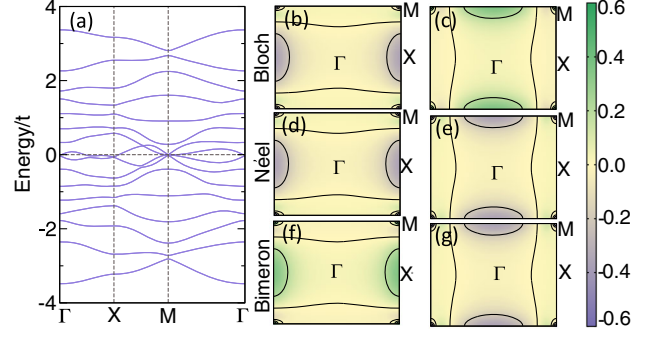 4
2
0
-2
-4
Energy/t
(a)
Γ
X
M
Γ
Bloch
(b)
M
X
Γ
(c)
M
X
Γ
Néel
(d)
M
X
Γ
(e)
M
X
Γ
Bimeron
(f)
M
X
Γ
(g)
M
X
Γ
0.6
0.4
0.2
0.0
-0.2
-0.4
-0.6